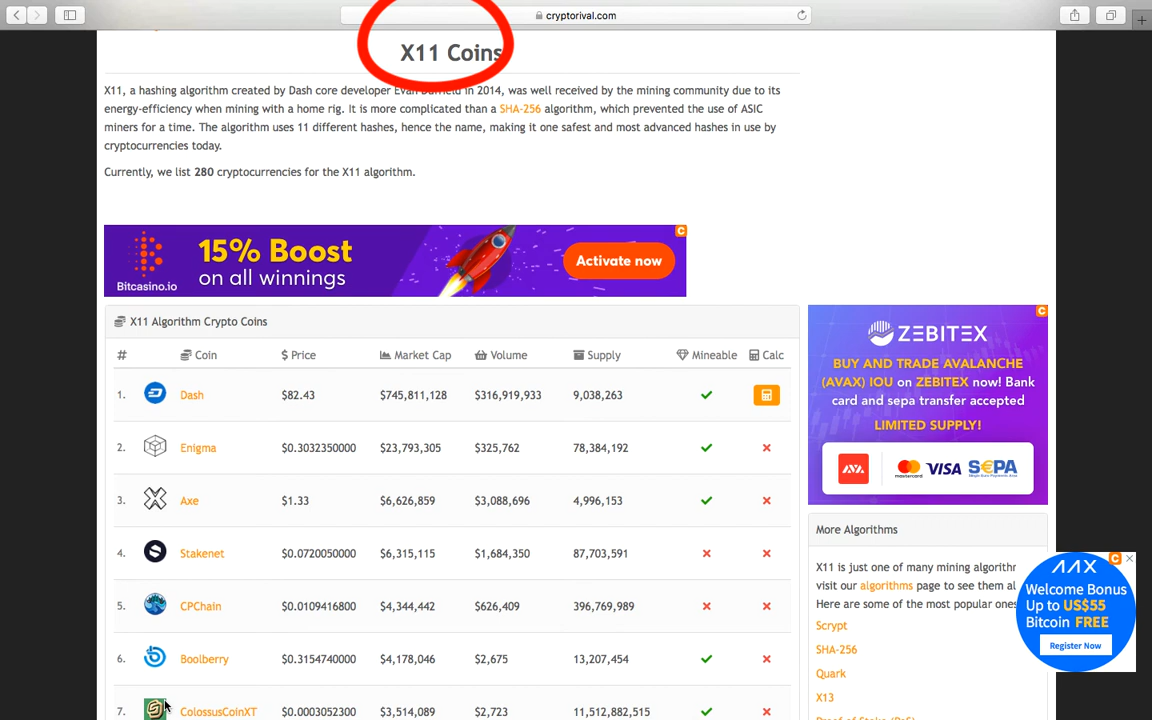 cryptorival.com
X11 Coins
X11, a hashing algorithm created by Dash core developer Evan Duffield in 2014, was well received by the mining community due to its
energy-efficiency when mining with a home rig. It is more complicated than a SHA-256 algorithm, which prevented the use of ASIC
miners for a time. The algorithm uses 11 different hashes, hence the name, making it one safest and most advanced hashes in use by
cryptocurrencies today.
Currently, we list 280 cryptocurrencies for the X11 algorithm.
Bitcasino.io
15% Boost
on all winnings
Activate now
C
X11 Algorithm Crypto Coins
# Coin $ Price Market Cap Volume Supply Mineable Calc
1. Dash $82.43 $745,811,128 $316,919,933 9,038,263
2. Enigma $0.3032350000 $23,793,305 $325,762 78,384,192
3. Axe $1.33 $6,626,859 $3,088,696 4,996,153
4. Stakenet $0.0720050000 $6,315,115 $1,684,350 87,703,591
5. CPChain $0.0109416800 $4,344,442 $626,409 396,769,989
6. Boolberry $0.3154740000 $4,178,046 $2,675 13,207,454
7. ColossusCoinXT $0.0003052300 $3,514,089 $2,723 11,512,882,515
C
ZEBITEX
BUY AND TRADE AVALANCHE
(AVAX) IOU on ZEBITEX now! Bank
card and sepa transfer accepted
LIMITED SUPPLY!
mastercard VISA SEPA
More Algorithms
X11 is just one of many mining algorithr
visit our algorithms page to see them al
Here are some of the most popular ones
Scrypt
SHA-256
Quark
X13
Proof of Stake (PoS)
C
AAX
Welcome Bonus
Up to US$55
Bitcoin FREE
Register Now